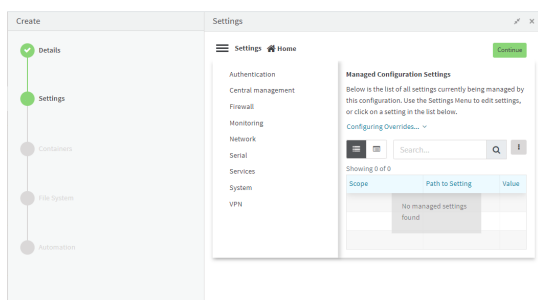 Create
Settings
Details
Settings
Containers
File System
Automation
Settings Home
Continue
Authentication
Central management
Firewall
Monitoring
Network
Serial
Services
System
VPN
Managed Configuration Settings
Below is the list of all settings currently being managed by
this configuration. Use the Settings Menu to edit settings,
or click on a setting in the list below.
Configuring Overrides...
Search...
Showing 0 of 0
Scope Path to Setting Value
No managed settings
found